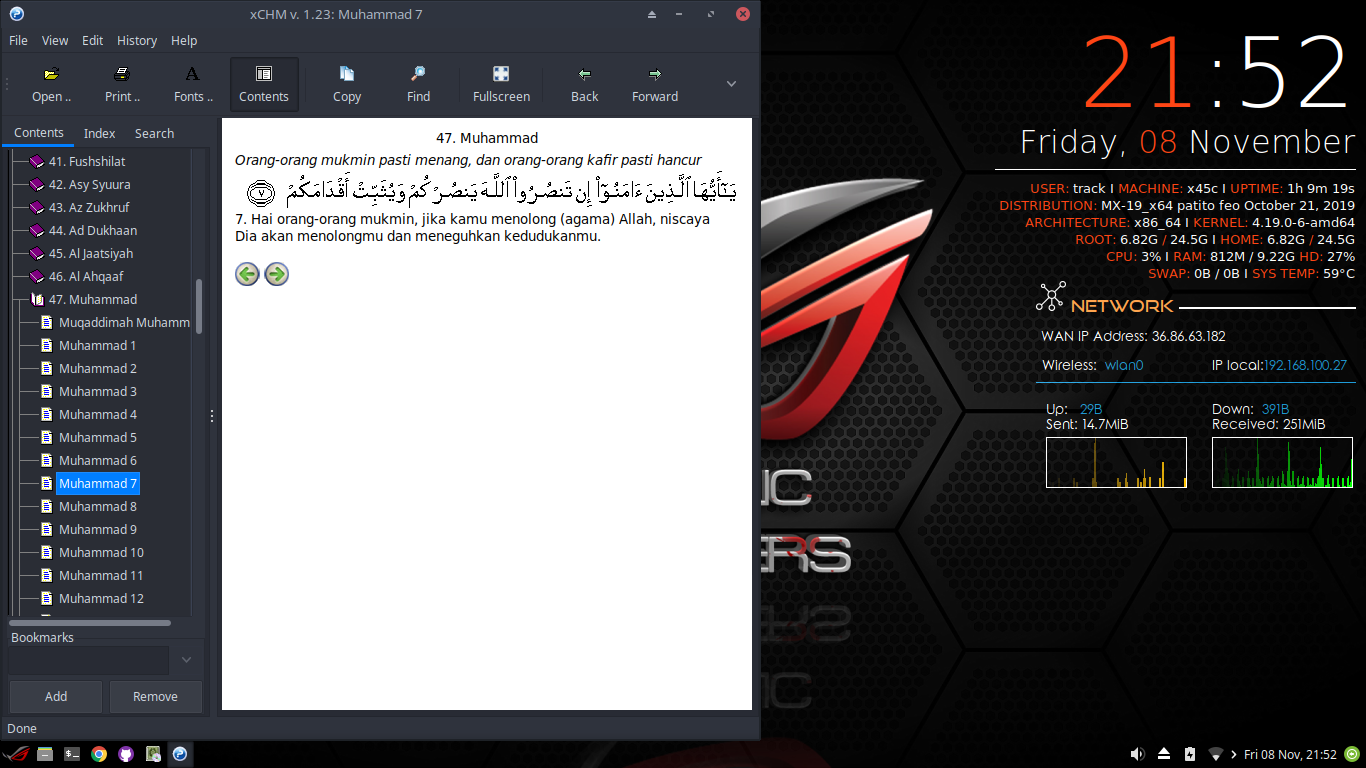 xCHM v. 1.23: Muhammad 7
File View Edit History Help
Open .. Print .. Fonts .. Contents Copy Find Fullscreen Back Forward
Contents Index Search
41. Fushshilat
42. Asy Syuura
43. Az Zukhruf
44. Ad Dukhaan
45. Al Jaatsiyah
46. Al Ahqaaf
47. Muhammad
Muqaddimah Muhamm
Muhammad 1
Muhammad 2
Muhammad 3
Muhammad 4
Muhammad 5
Muhammad 6
Muhammad 7
Muhammad 8
Muhammad 9
Muhammad 10
Muhammad 11
Muhammad 12
Bookmarks
Add Remove
Done
47. Muhammad
Orang-orang mukmin pasti menang, dan orang-orang kafir pasti hancur
يَـٰٓأَيُّهَا ٱلَّذِينَ ءَامَنُوٓا۟ إِن تَنصُرُوا۟ ٱللَّهَ يَنصُرْكُمْ وَيُثَبِّتْ أَقْدَامَكُمْ ﴿٧﴾
7. Hai orang-orang mukmin, jika kamu menolong (agama) Allah, niscaya
Dia akan menolongmu dan meneguhkan kedudukanmu.
21:52
Friday, 08 November
USER: track I MACHINE: x45c I UPTIME: 1h 9m 19s
DISTRIBUTION: MX-19_x64 patito feo October 21, 2019
ARCHITECTURE: x86_64 I KERNEL: 4.19.0-6-amd64
ROOT: 6.82G / 24.5G I HOME: 6.82G / 24.5G
CPU: 3% I RAM: 812M / 9.22G HD: 27%
SWAP: 0B / 0B I SYS TEMP: 59°C
NETWORK
WAN IP Address: 36.86.63.182
Wireless: wlan0 IP local:192.168.100.27
Up: 29B Down: 391B
Sent: 14.7MiB Received: 251MiB
Fri 08 Nov, 21:52